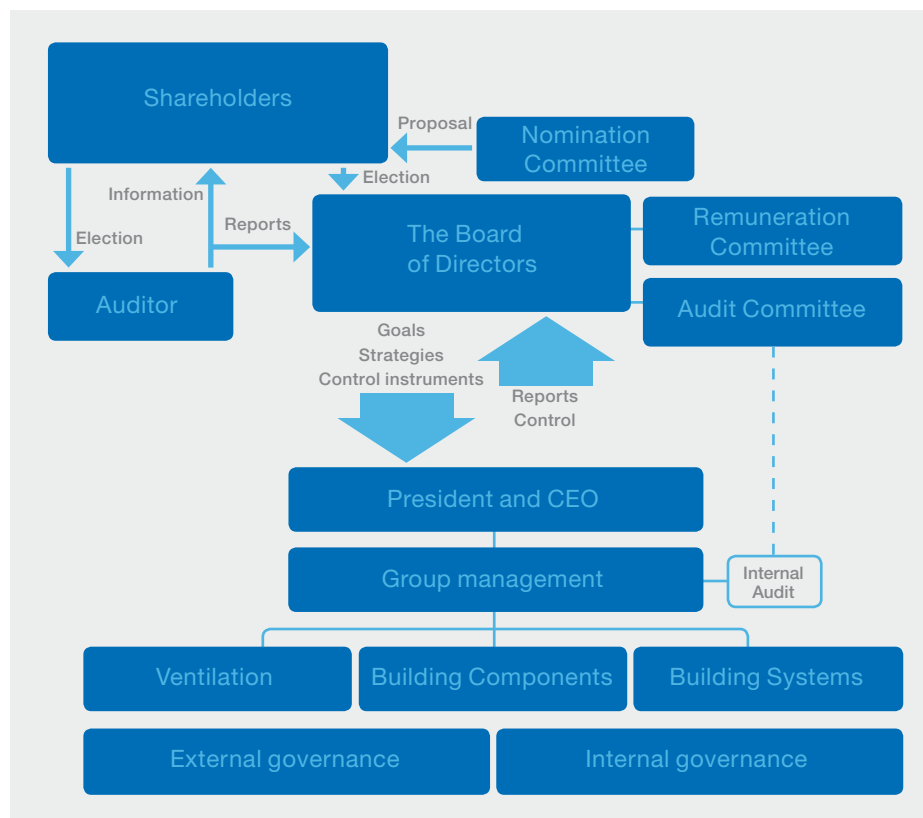 Shareholders
Proposal
Nomination
Committee
Information
Election
Election
Reports
The Board
of Directors
Remuneration
Committee
Auditor
Audit Committee
Goals
Strategies
Control instruments
Reports
Control
President and CEO
Group management
Internal
Audit
Ventilation
Building Components
Building Systems
External governance
Internal governance